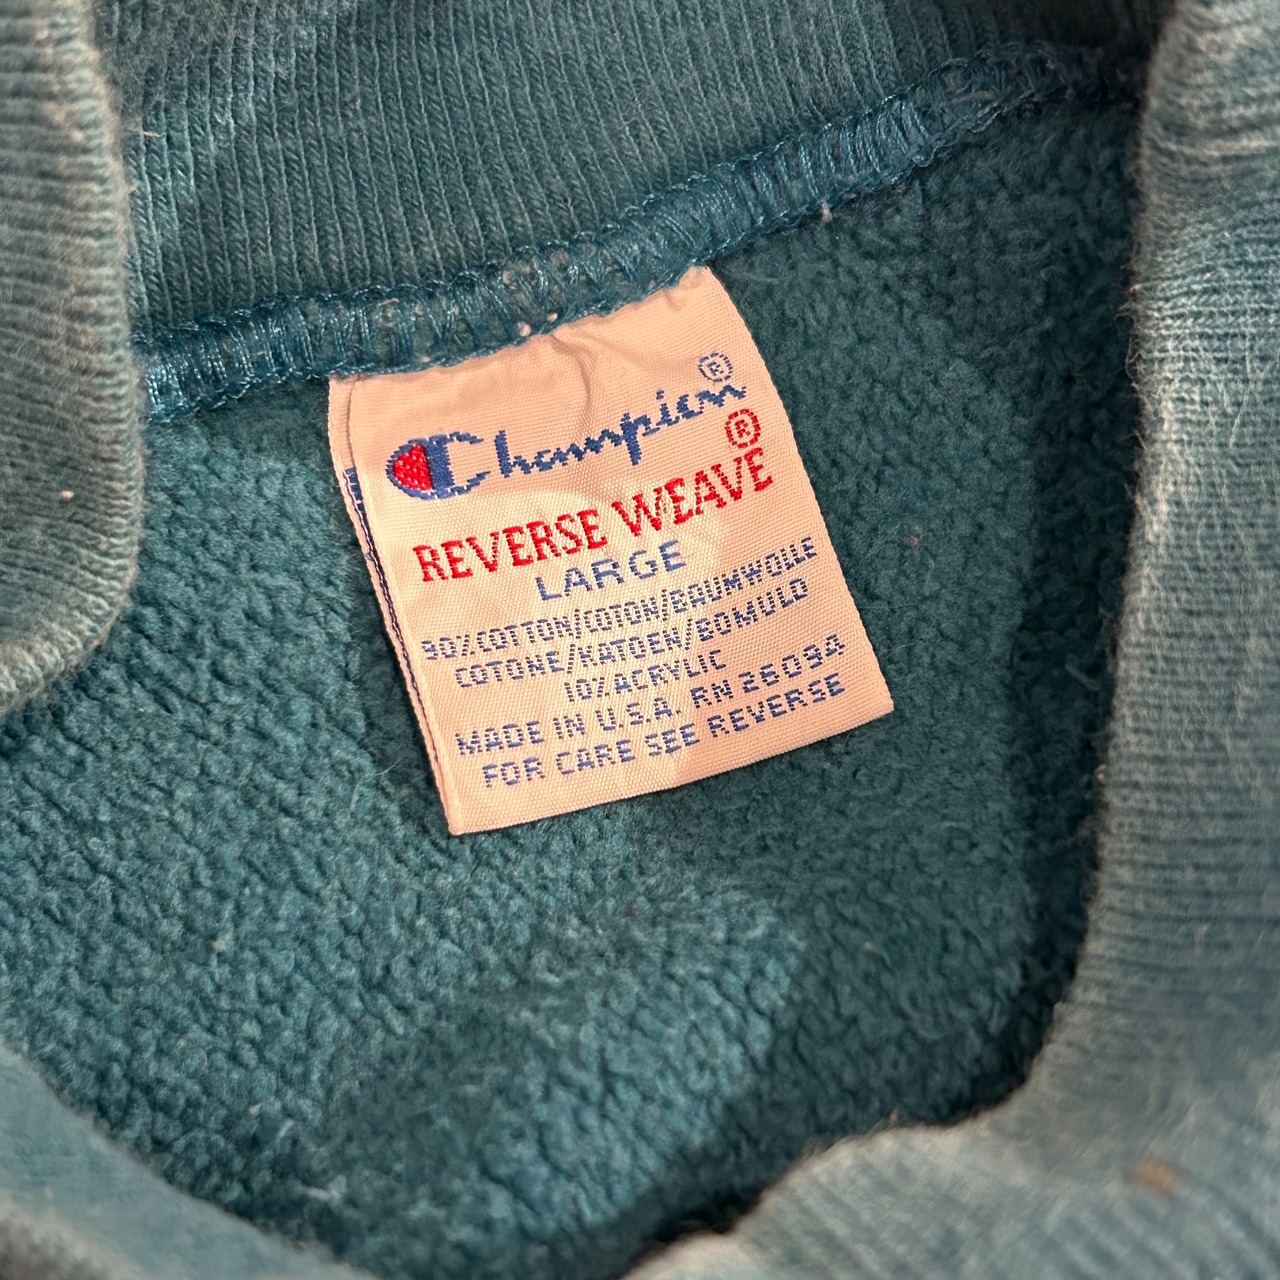 Champion®
®
REVERSE WEAVE
LARGE
90% COTTON/COTON/BAUMWOLLE
COTONE/KATOEN/BOMULD
10% ACRYLIC
MADE IN U.S.A. RN 26094
FOR CARE SEE REVERSE